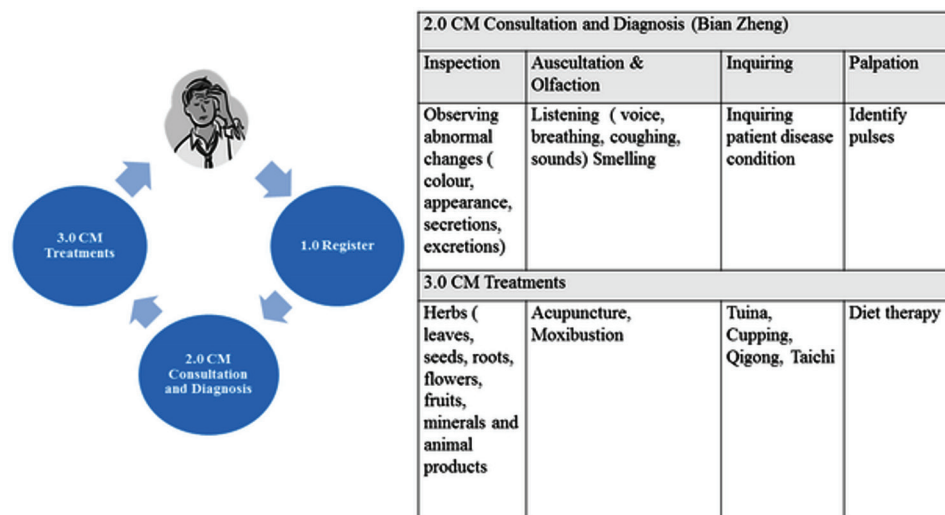 3.0 CM
Treatments
1.0 Register
2.0 CM
Consultation
and Diagnosis
2.0 CM Consultation and Diagnosis (Bian Zheng)
Inspection
Auscultation &
Olfaction
Inquiring
Palpation
Observing
abnormal
changes (
colour,
appearance,
secretions,
excretions)
Listening ( voice,
breathing, coughing,
sounds) Smelling
Inquiring
patient disease
condition
Identify
pulses
3.0 CM Treatments
Herbs (
leaves,
seeds, roots,
flowers,
fruits,
minerals and
animal
products
Acupuncture,
Moxibustion
Tuina,
Cupping,
Qigong, Taichi
Diet therapy